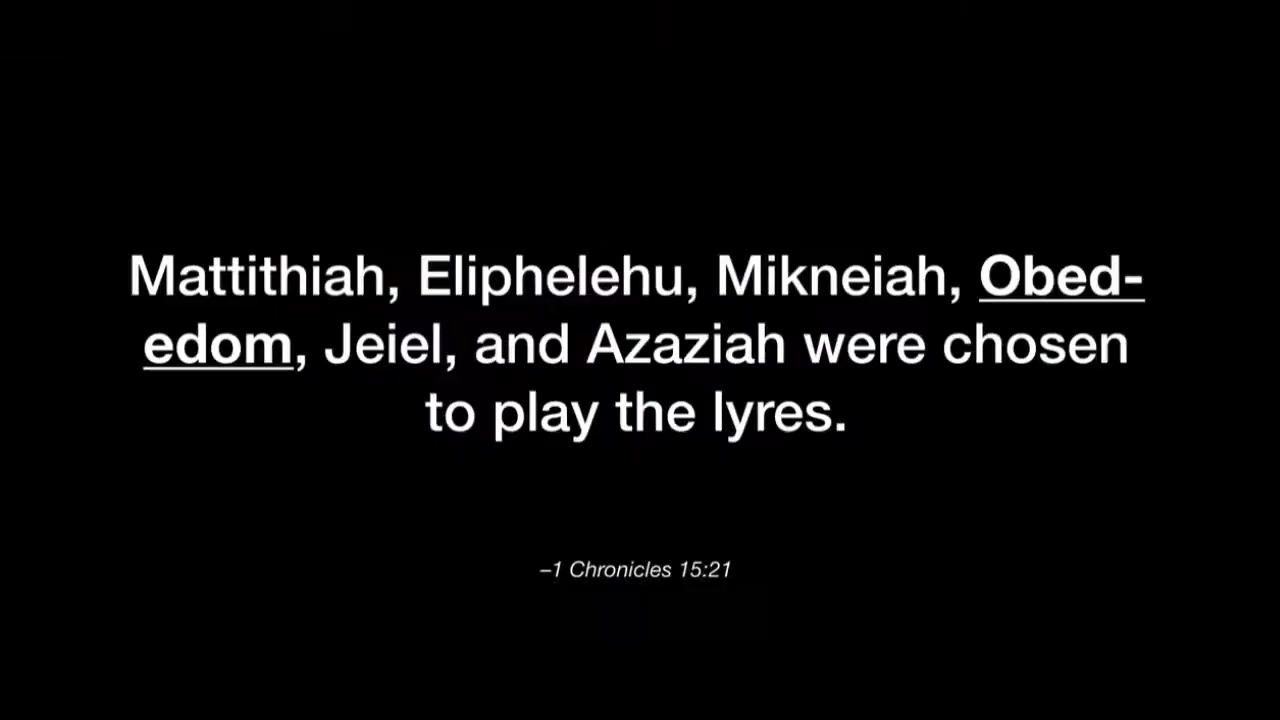 Mattithiah, Eliphelehu, Mikneiah, Obed-
edom, Jeiel, and Azaziah were chosen
to play the lyres.
–1 Chronicles 15:21